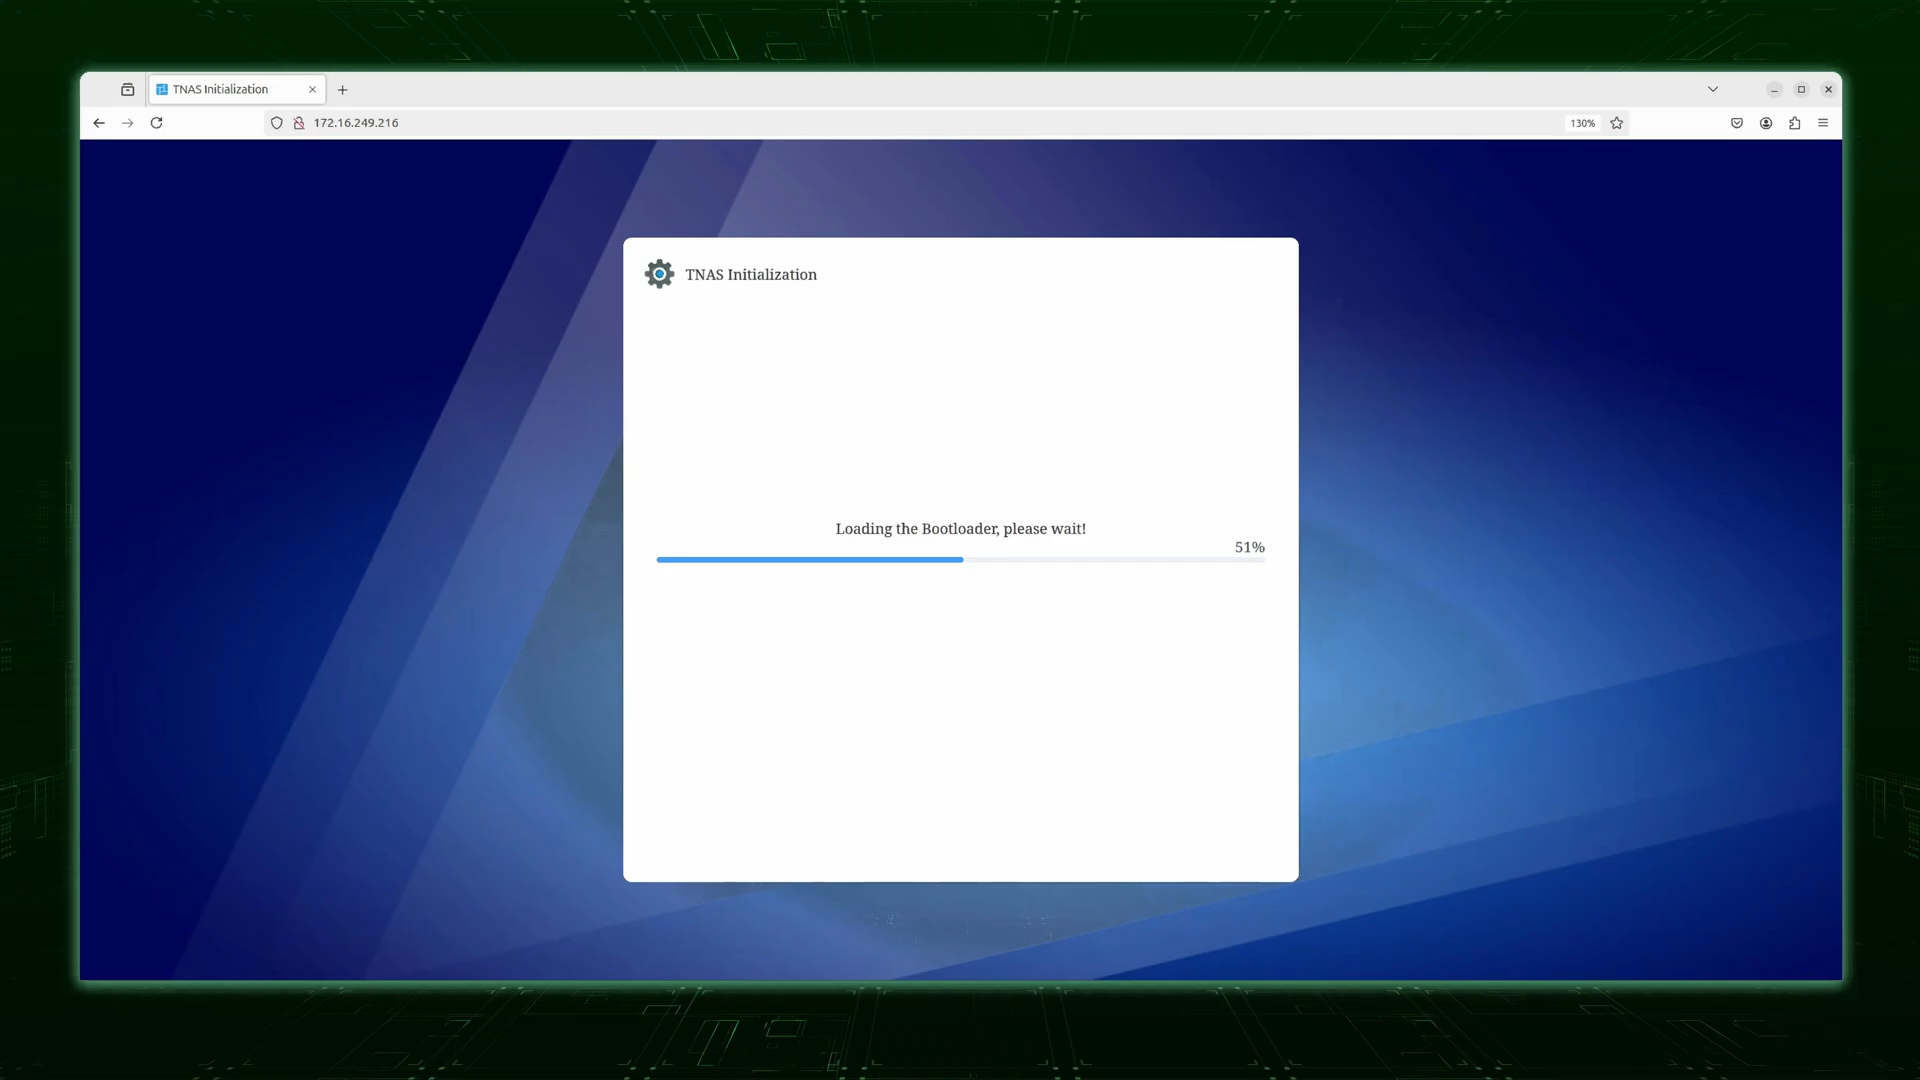 TNAS Initialization
172.16.249.216
130%
TNAS Initialization
Loading the Bootloader, please wait!
51%